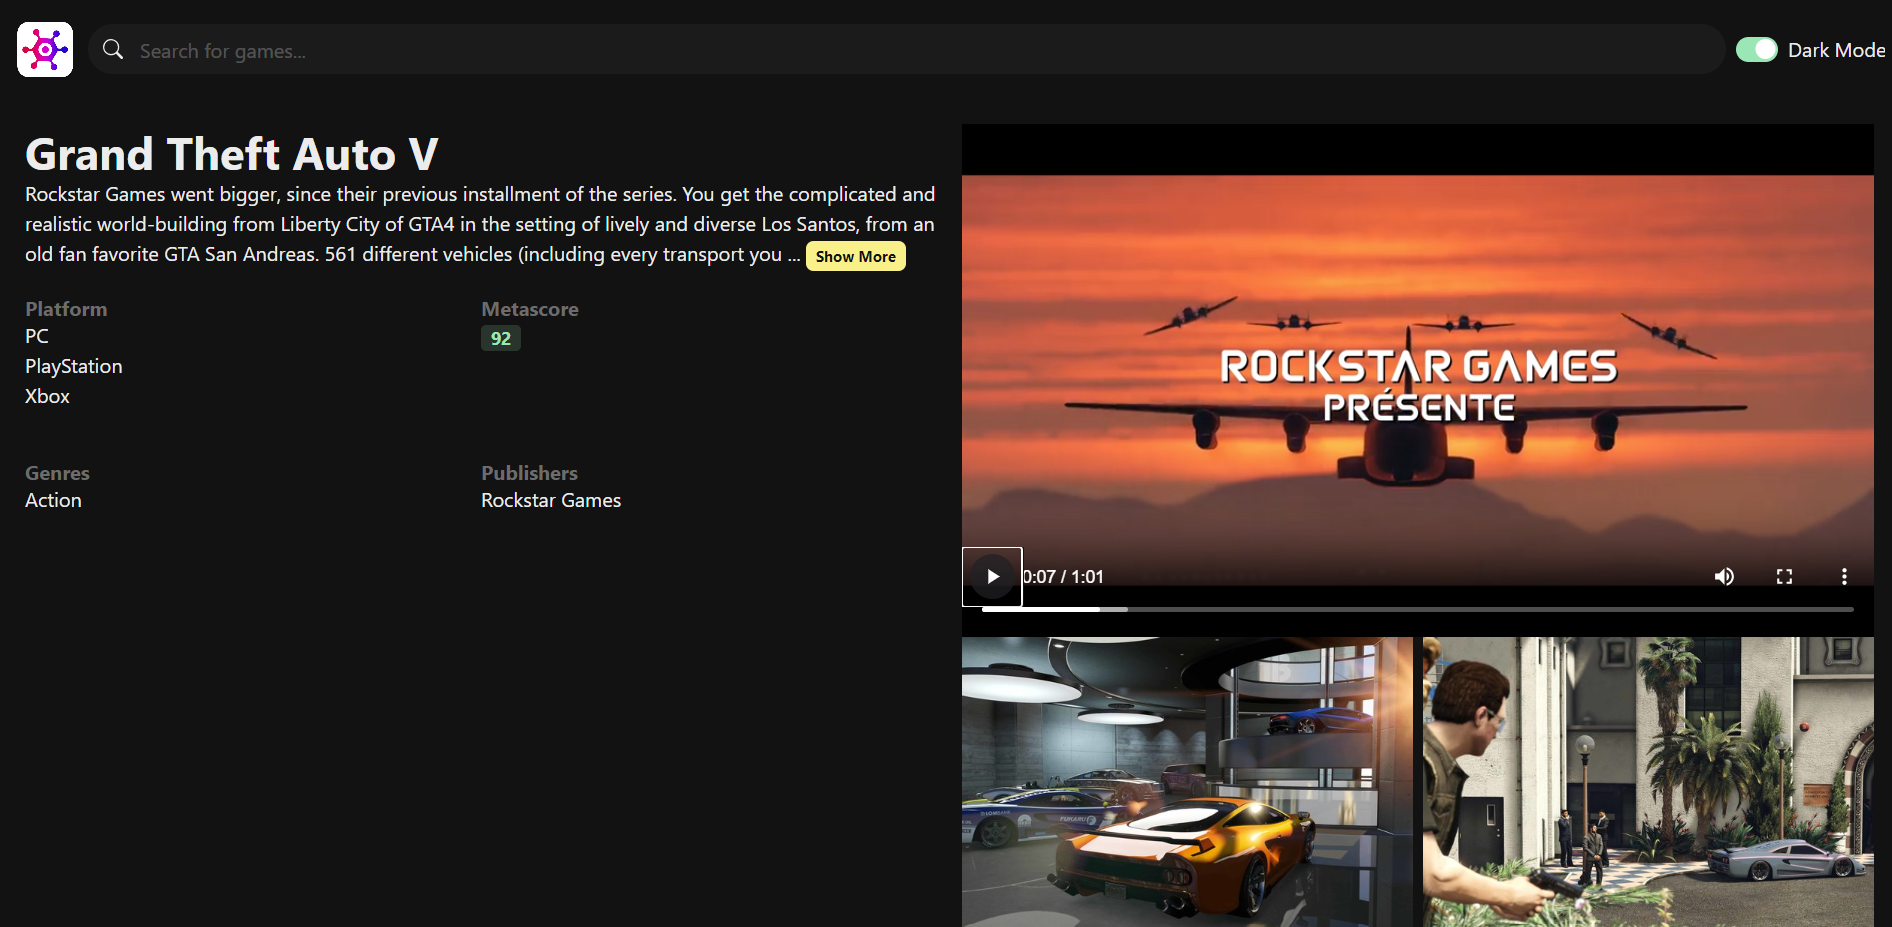 Search for games...
Dark Mode
Grand Theft Auto V
Rockstar Games went bigger, since their previous installment of the series. You get the complicated and
realistic world-building from Liberty City of GTA4 in the setting of lively and diverse Los Santos, from an
old fan favorite GTA San Andreas. 561 different vehicles (including every transport you ... Show More
Platform
PC
PlayStation
Xbox
Metascore
92
Genres
Action
Publishers
Rockstar Games
ROCKSTAR GAMES
PRÉSENTE
0:07 / 1:01
FUKARU